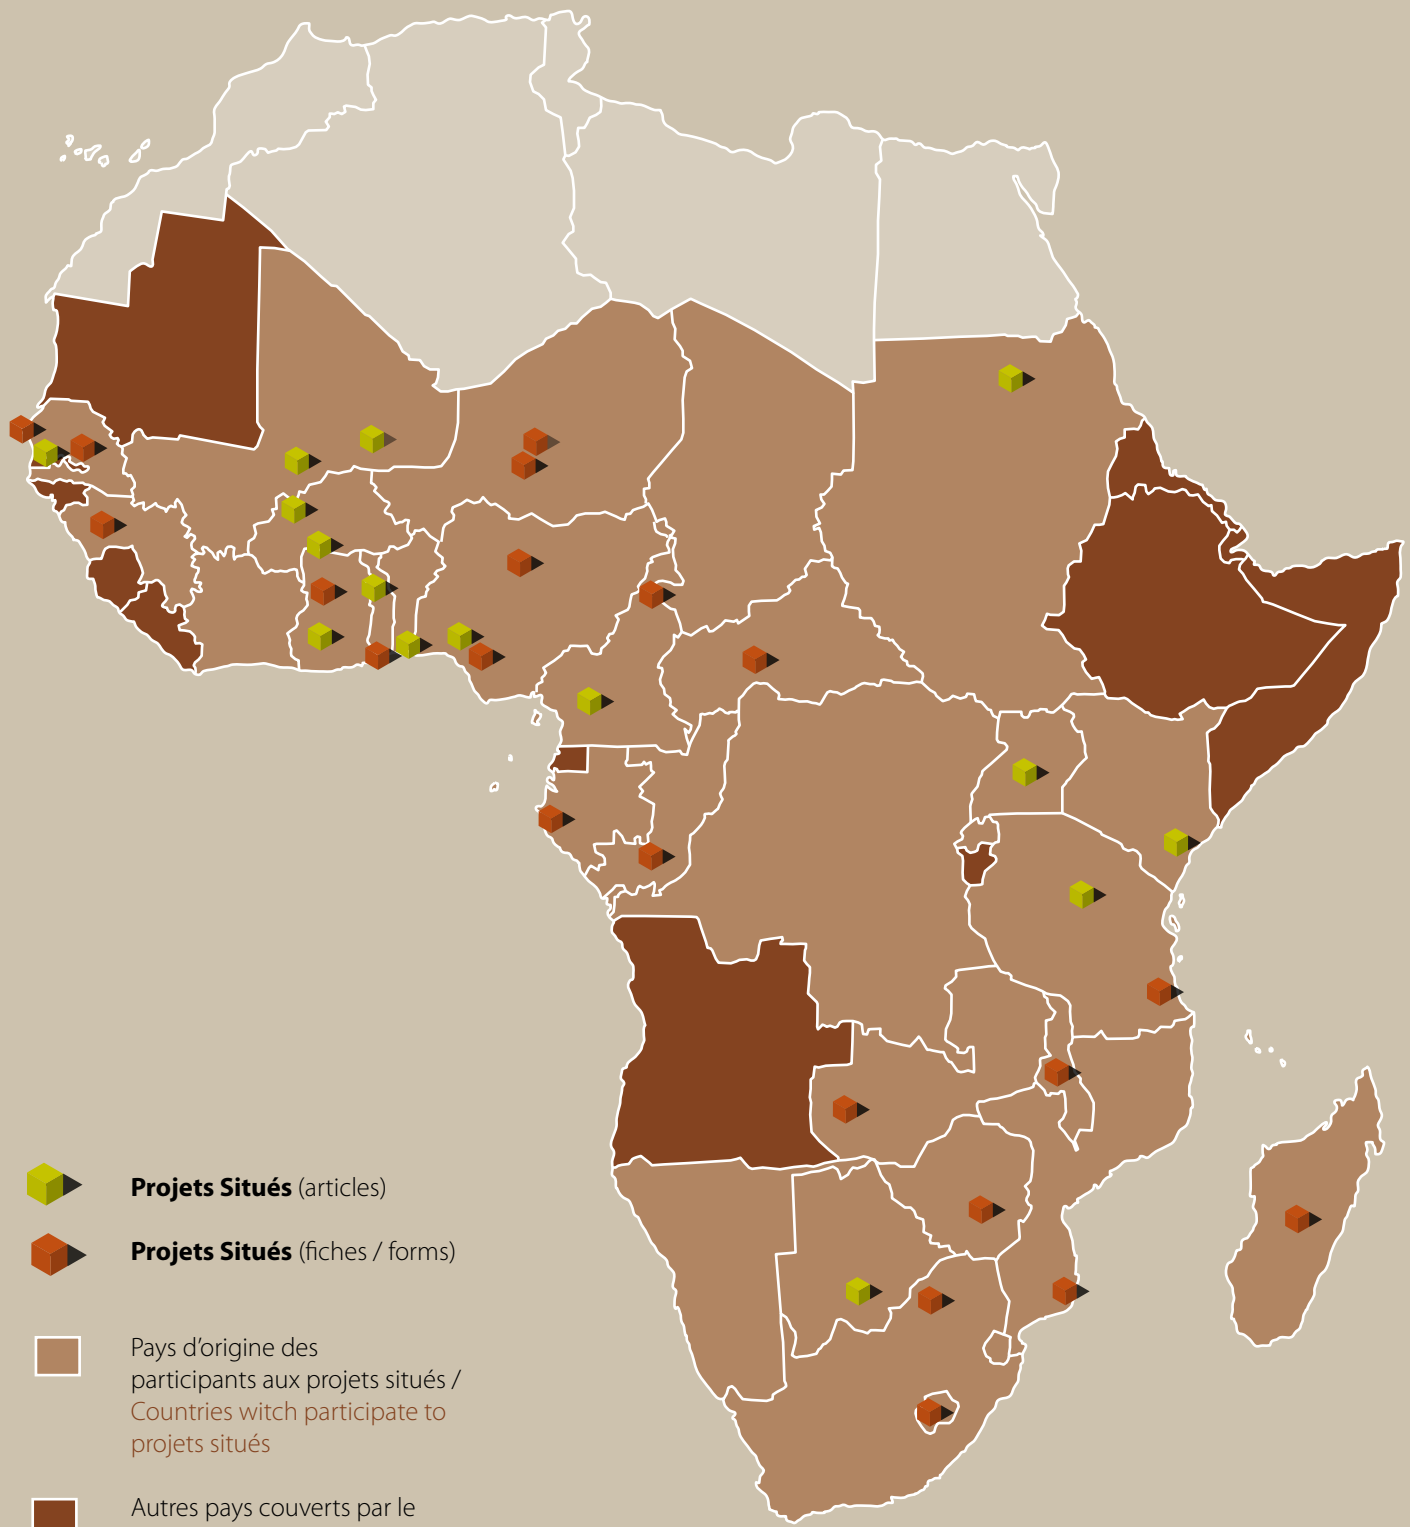 Projets Situés (articles)
Projets Situés (fiches / forms)
Pays d'origine des
participants aux projets situés /
Countries witch participate to
projets situés
Autres pays couverts par le